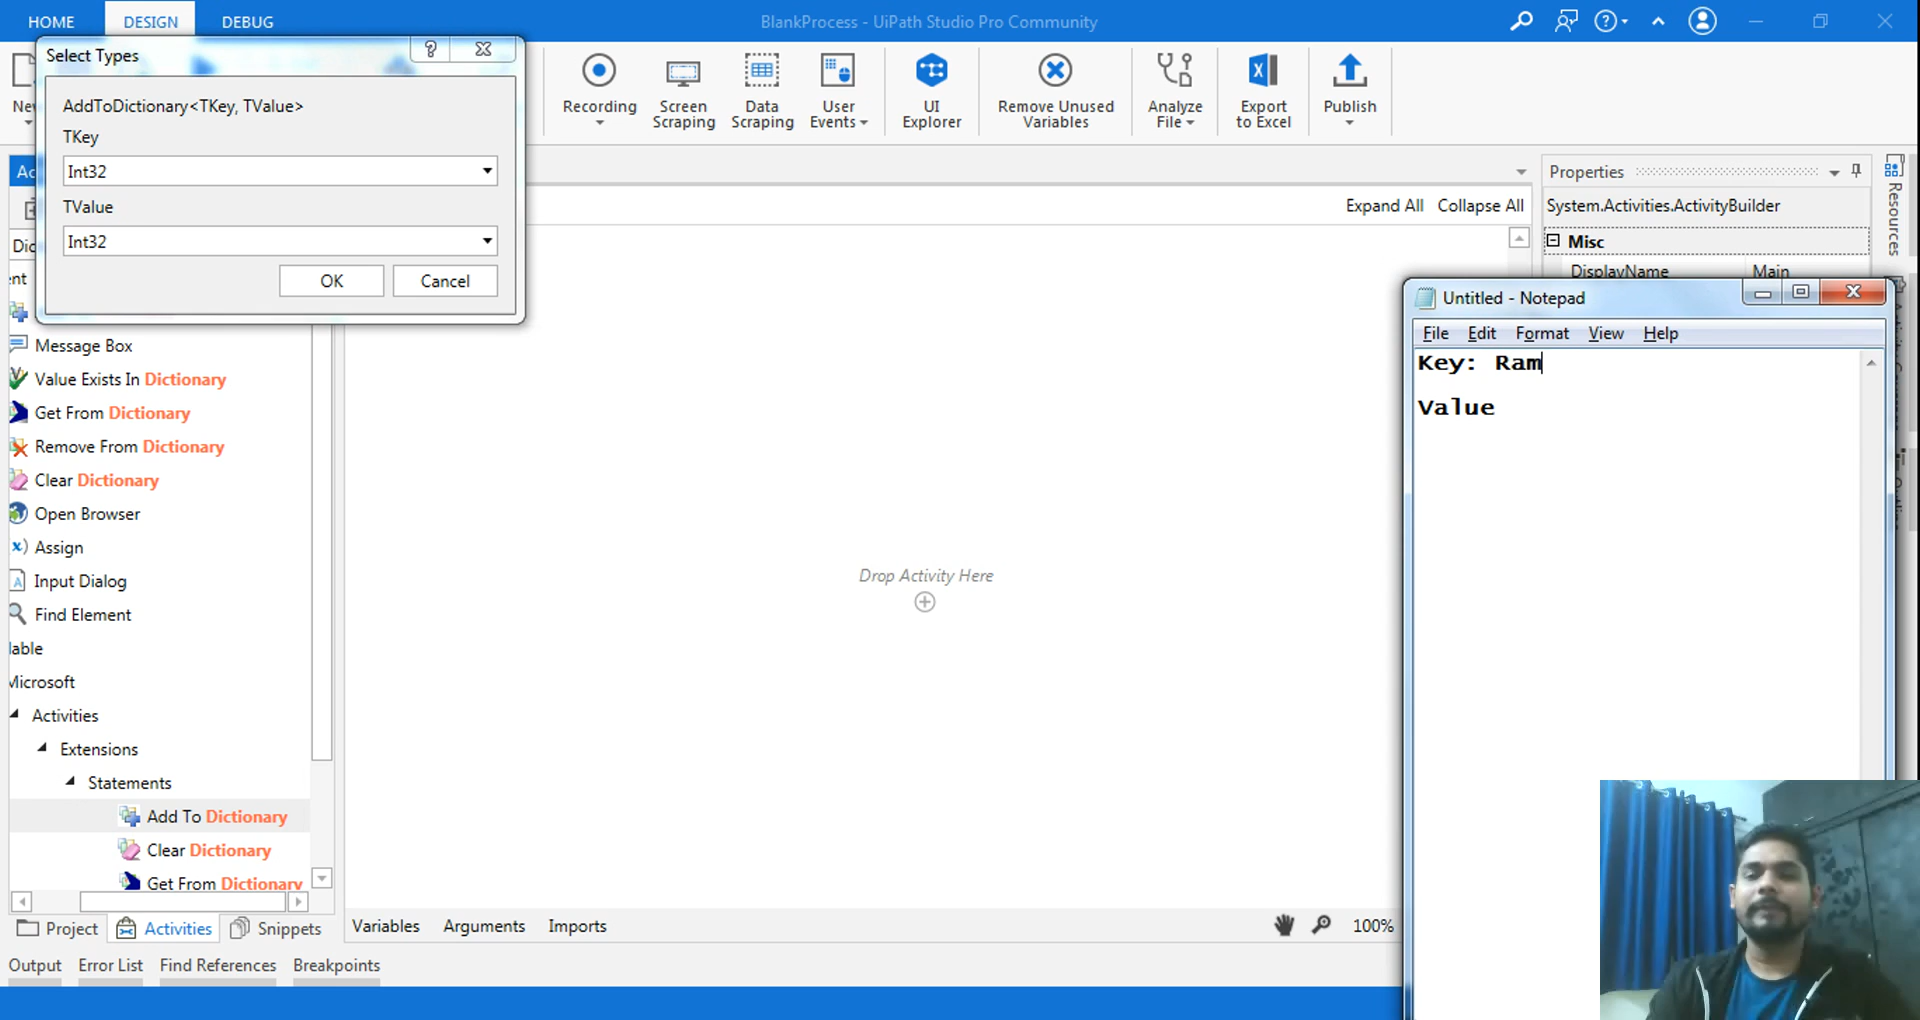 HOME DESIGN DEBUG BlankProcess - UiPath Studio Pro Community
Select Types
AddToDictionary<TKey, TValue>
TKey
Int32
TValue
Int32
OK Cancel
New
Recording
Screen Scraping
Data Scraping
User Events
UI Explorer
Remove Unused Variables
Analyze File
Export to Excel
Publish
Properties
Resources
Expand All Collapse All
System.Activities.ActivityBuilder
Misc
DisplayName Main
Message Box
Value Exists In Dictionary
Get From Dictionary
Remove From Dictionary
Clear Dictionary
Open Browser
Assign
Input Dialog
Find Element
Microsoft
Activities
Extensions
Statements
Add To Dictionary
Clear Dictionary
Get From Dictionary
Drop Activity Here
Untitled - Notepad
File Edit Format View Help
Key: Ram
Value
Project Activities Snippets
Variables Arguments Imports 100%
Output Error List Find References Breakpoints